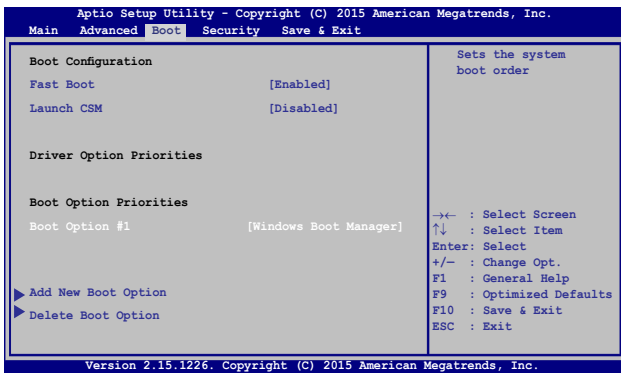 Aptio Setup Utility - Copyright (C) 2015 American Megatrends, Inc.
Main Advanced Boot Security Save & Exit
Boot Configuration
Fast Boot [Enabled]
Launch CSM [Disabled]
Driver Option Priorities
Boot Option Priorities
Boot Option #1 [Windows Boot Manager]
Add New Boot Option
Delete Boot Option
Sets the system
boot order
→← : Select Screen
↑↓ : Select Item
Enter: Select
+/— : Change Opt.
F1 : General Help
F9 : Optimized Defaults
F10 : Save & Exit
ESC : Exit
Version 2.15.1226. Copyright (C) 2015 American Megatrends, Inc.